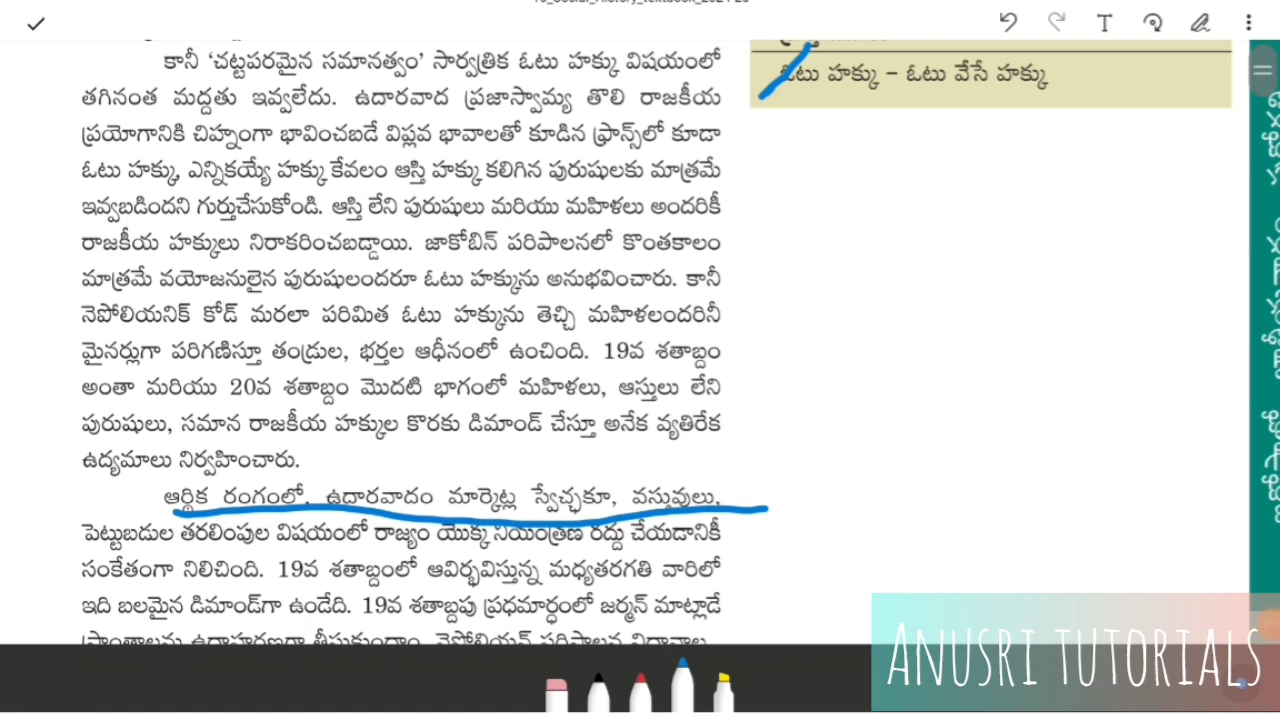 కానీ ‘చట్టపరమైన సమానత్వం’ సార్వత్రిక ఓటు హక్కు విషయంలో
తగినంత మద్దతు ఇవ్వలేదు. ఉదారవాద ప్రజాస్వామ్య తొలి రాజకీయ
ప్రయోగానికి చిహ్నంగా భావించబడే విప్లవ భావాలతో కూడిన ఫ్రాన్స్‌లో కూడా
ఓటు హక్కు, ఎన్నికయ్యే హక్కు కేవలం ఆస్తి హక్కు కలిగిన పురుషులకు మాత్రమే
ఇవ్వబడిందని గుర్తుచేసుకోండి. ఆస్తి లేని పురుషులు మరియు మహిళలు అందరికీ
రాజకీయ హక్కులు నిరాకరించబడ్డాయి. జాకోబిన్ పరిపాలనలో కొంతకాలం
మాత్రమే వయోజనులైన పురుషులందరూ ఓటు హక్కును అనుభవించారు. కానీ
నెపోలియనిక్ కోడ్ మరలా పరిమిత ఓటు హక్కును తెచ్చి మహిళలందరినీ
మైనర్లుగా పరిగణిస్తూ తండ్రుల, భర్తల ఆధీనంలో ఉంచింది. 19వ శతాబ్దం
అంతా మరియు 20వ శతాబ్దం మొదటి భాగంలో మహిళలు, ఆస్తులు లేని
పురుషులు, సమాన రాజకీయ హక్కుల కొరకు డిమాండ్ చేస్తూ అనేక వ్యతిరేక
ఉద్యమాలు నిర్వహించారు.
ఆర్థిక రంగంలో, ఉదారవాదం మార్కెట్ల స్వేచ్ఛకూ, వస్తువులు,
పెట్టుబడుల తరలింపుల విషయంలో రాజ్యం యొక్క నియంత్రణ రద్దు చేయడానికీ
సంకేతంగా నిలిచింది. 19వ శతాబ్దంలో ఆవిర్భవిస్తున్న మధ్యతరగతి వారిలో
ఇది బలమైన డిమాండ్‌గా ఉండేది. 19వ శతాబ్దపు ప్రధమార్ధంలో జర్మన్ మాట్లాడే
ఓటు హక్కు – ఓటు వేసే హక్కు
T
ANUSRI TUTORIALS